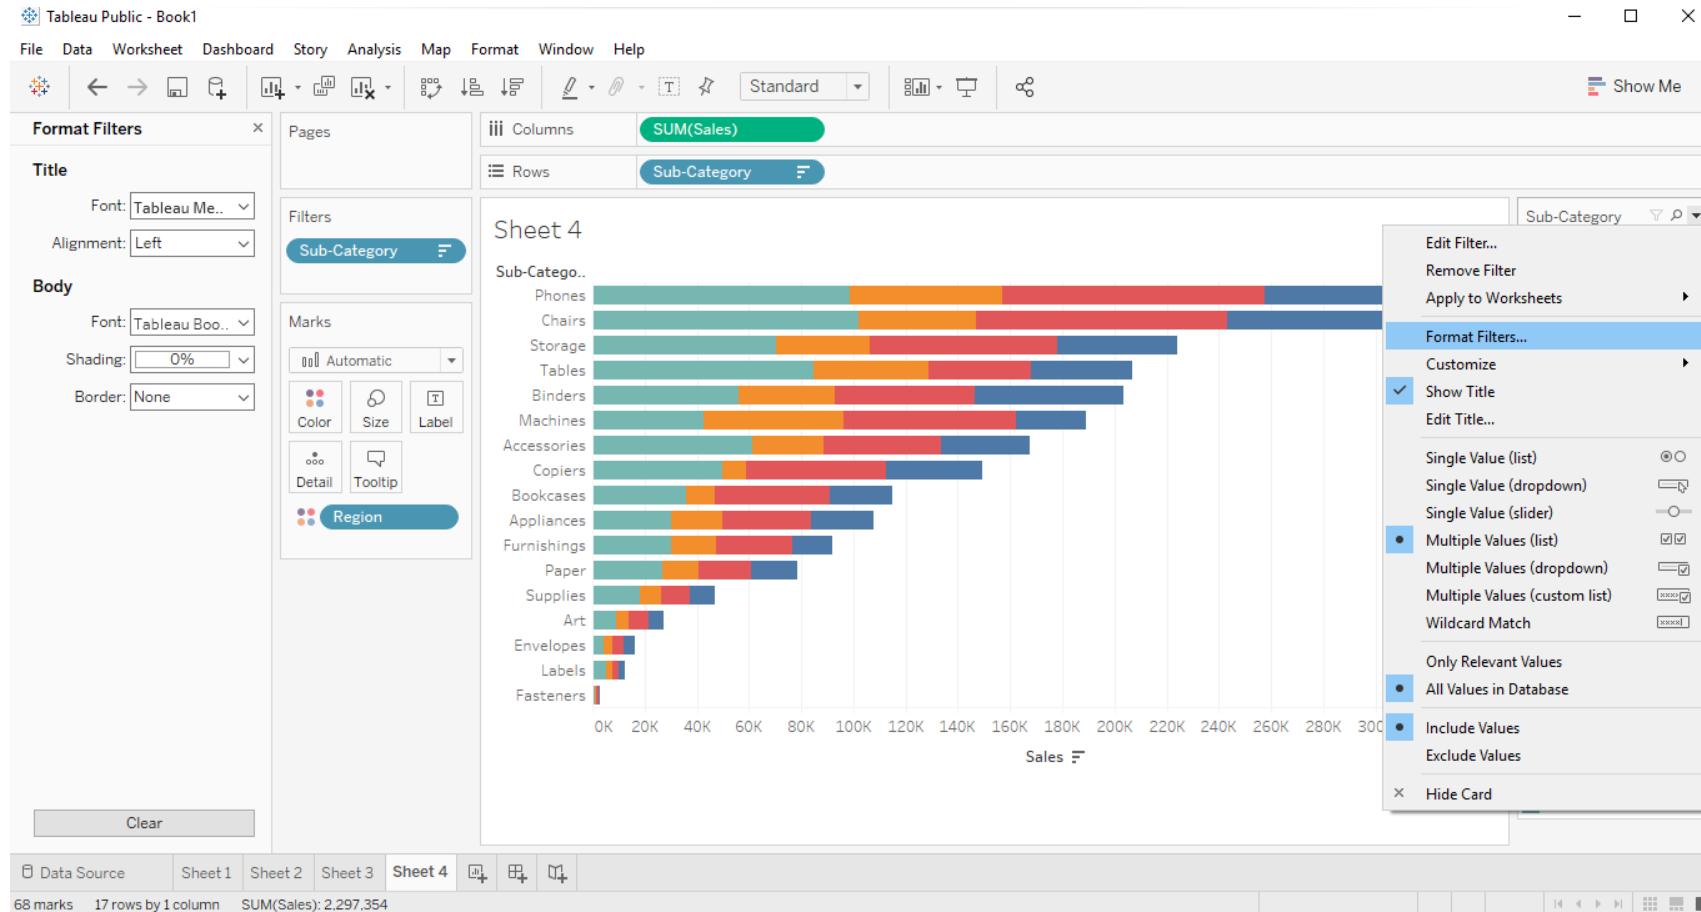 Tableau Public - Book1
File Data Worksheet Dashboard Story Analysis Map Format Window Help
Standard
Show Me
Format Filters
Title
Font: Tableau Me..
Alignment: Left
Body
Font: Tableau Boo..
Shading: 0%
Border: None
Clear
Pages
Filters
Sub-Category
Marks
Automatic
Color Size Label
Detail Tooltip
Region
Columns SUM(Sales)
Rows Sub-Category
Sheet 4
Sub-Catego..
Phones
Chairs
Storage
Tables
Binders
Machines
Accessories
Copiers
Bookcases
Appliances
Furnishings
Paper
Supplies
Art
Envelopes
Labels
Fasteners
0K 20K 40K 60K 80K 100K 120K 140K 160K 180K 200K 220K 240K 260K 280K 300
Sales
Sub-Category
Edit Filter...
Remove Filter
Apply to Worksheets
Format Filters...
Customize
Show Title
Edit Title...
Single Value (list)
Single Value (dropdown)
Single Value (slider)
Multiple Values (list)
Multiple Values (dropdown)
Multiple Values (custom list)
Wildcard Match
Only Relevant Values
All Values in Database
Include Values
Exclude Values
Hide Card
Data Source Sheet 1 Sheet 2 Sheet 3 Sheet 4
68 marks 17 rows by 1 column SUM(Sales): 2,297,354